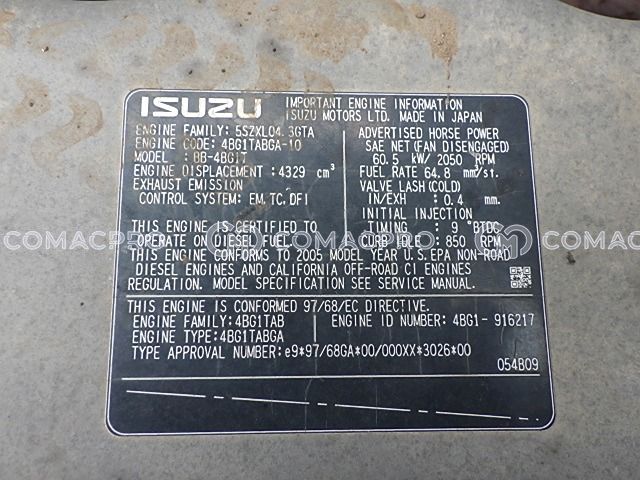 ISUZU IMPORTANT ENGINE INFORMATION
ISUZU MOTORS LTD. MADE IN JAPAN
ENGINE FAMILY: 5SZXL04.3GTA
ENGINE CODE: 4BG1TABGA-10
MODEL : BB-4BG1T
ENGINE DISPLACEMENT: 4329 cm³
EXHAUST EMISSION
CONTROL SYSTEM: EM, TC, DFI
ADVERTISED HORSE POWER
SAE NET (FAN DISENGAGED)
60.5 kW/ 2050 RPM
FUEL RATE 64.8 mm³/st.
VALVE LASH (COLD)
IN/EXH : 0.4 mm.
INITIAL INJECTION
TIMING : 9 °BTDC
CURB IDLE : 850 RPM
THIS ENGINE IS CERTIFIED TO
OPERATE ON DIESEL FUEL.
THIS ENGINE CONFORMS TO 2005 MODEL YEAR U.S. EPA NON-ROAD
DIESEL ENGINES AND CALIFORNIA OFF-ROAD CI ENGINES
REGULATION. MODEL SPECIFICATION SEE SERVICE MANUAL.
THIS ENGINE IS CONFORMED 97/68/EC DIRECTIVE.
ENGINE FAMILY: 4BG1TAB
ENGINE ID NUMBER: 4BG1- 916217
ENGINE TYPE: 4BG1TABGA
TYPE APPROVAL NUMBER: e9*97/68GA*00/000XX*3026*00
054B09
COMACPRO COMACPRO COMACPRO